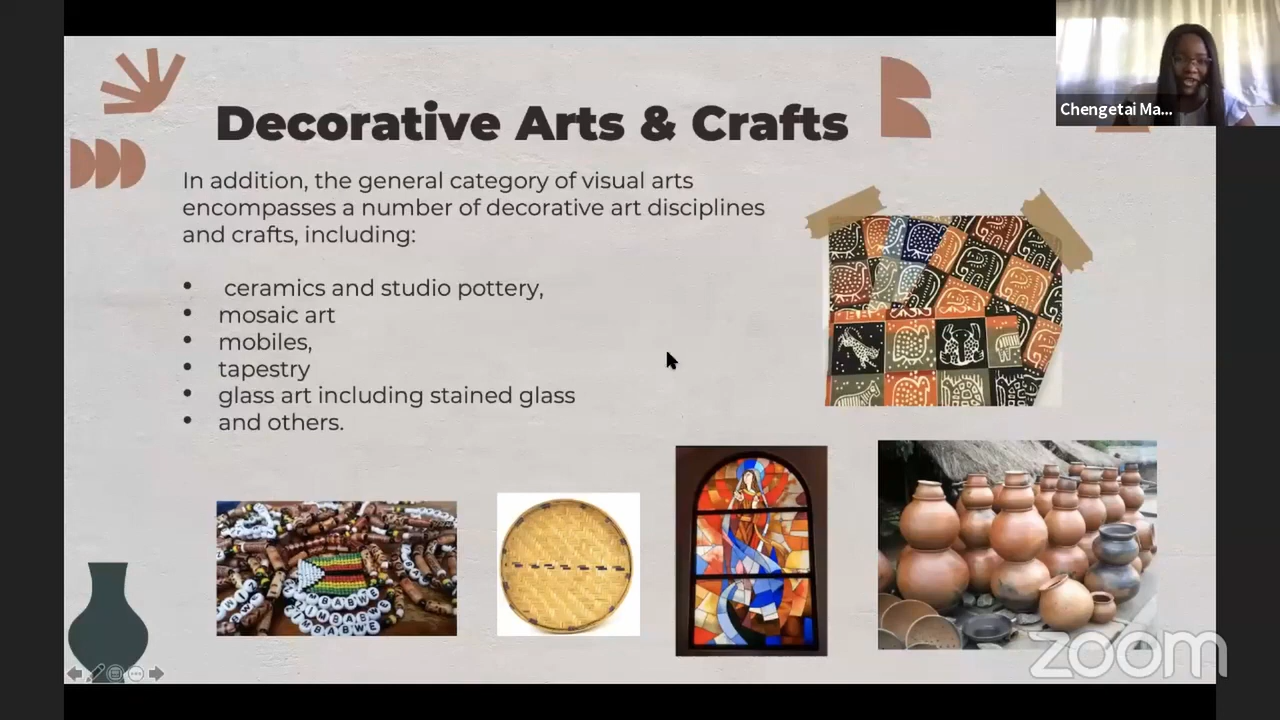 Decorative Arts & Crafts
Chengetai Ma...
In addition, the general category of visual arts
encompasses a number of decorative art disciplines
and crafts, including:
• ceramics and studio pottery,
• mosaic art
• mobiles,
• tapestry
• glass art including stained glass
• and others.
BABWE
ZIMBABWE
zoom